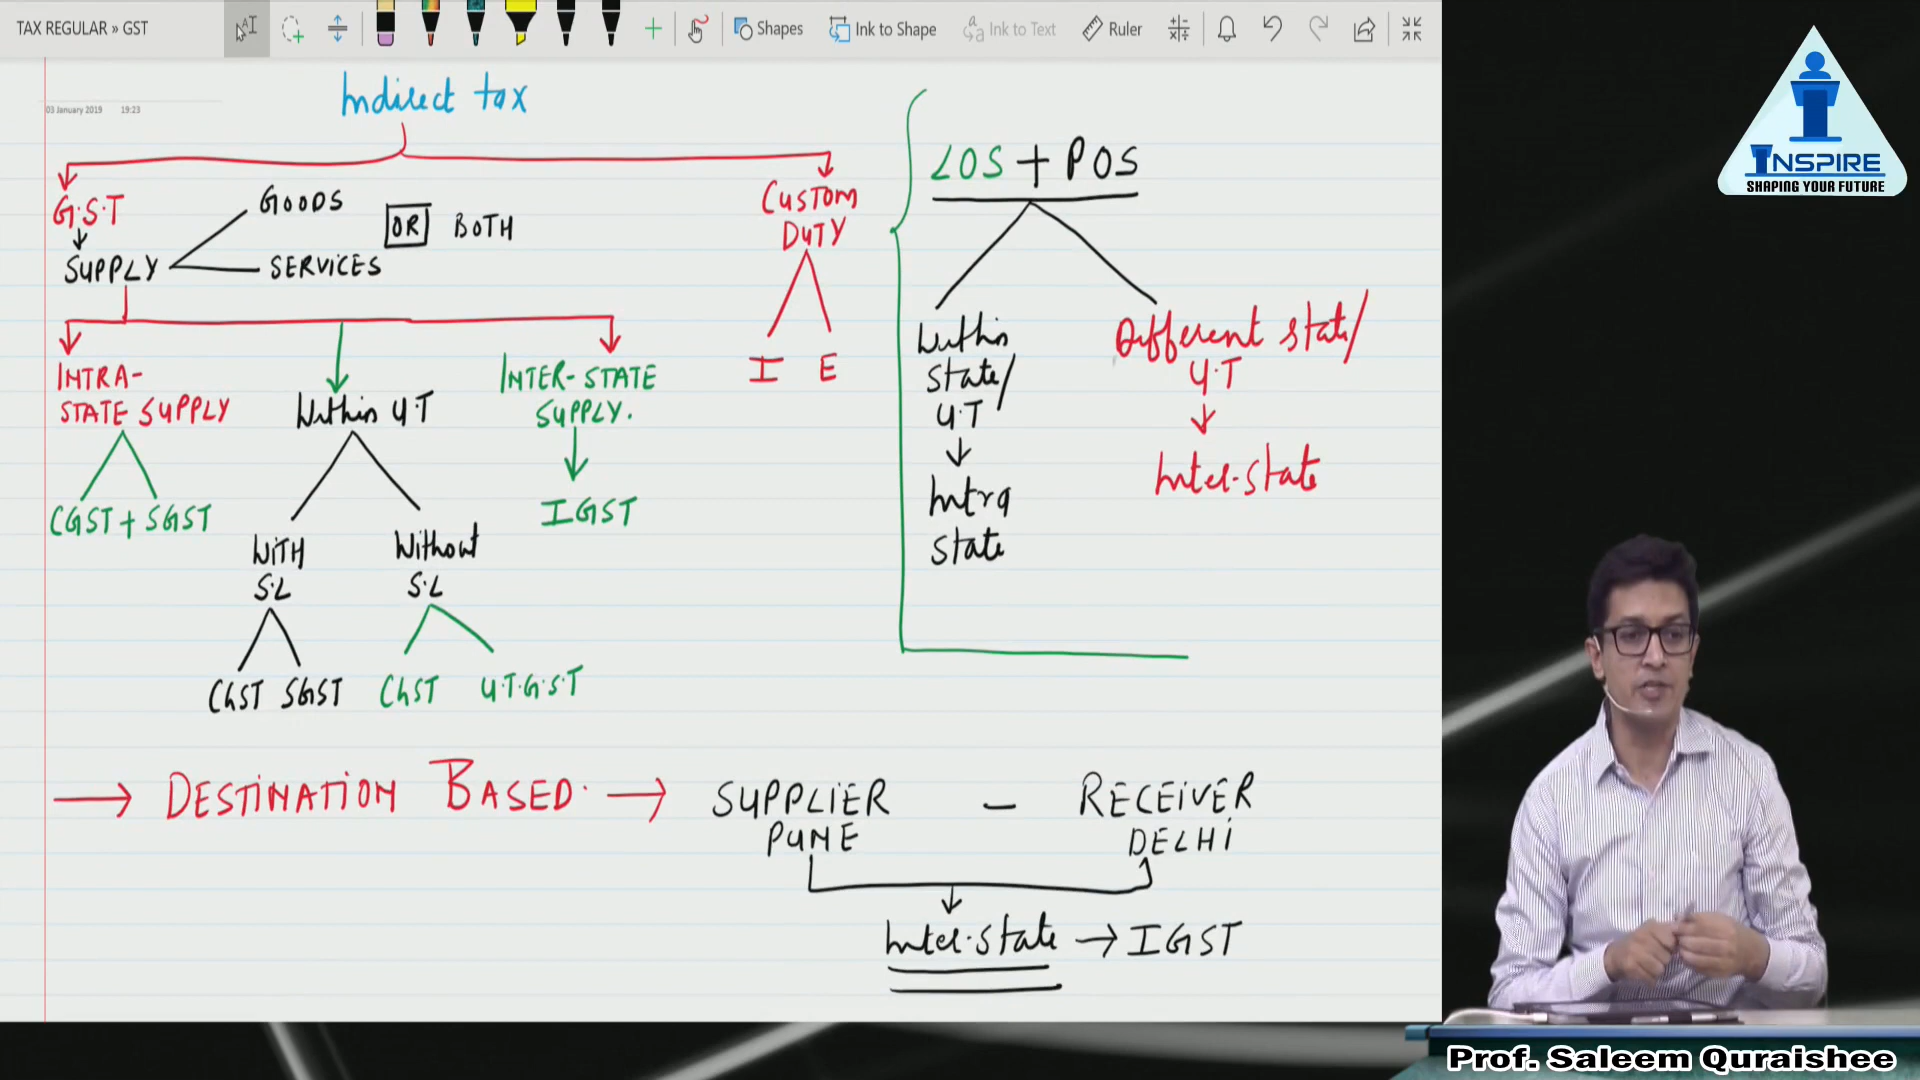 TAX REGULAR » GST
Shapes
Ink to Shape
Ink to Text
Ruler
03 January 2019 19:23
Indirect tax
G.S.T
SUPPLY
GOODS
SERVICES
OR
BOTH
CUSTOM
DUTY
I E
INTRA-
STATE SUPPLY
CGST + SGST
Within U.T
WITH
S.L
CGST SGST
Without
S.L
CGST U.T.G.S.T
INTER-STATE
SUPPLY.
IGST
LOS + POS
Within
state/
U.T
Intra
state
Different state/
U.T
Inter-state
DESTINATION BASED.
SUPPLIER - RECEIVER
PUNE DELHI
Inter-state → IGST
INSPIRE
SHAPING YOUR FUTURE
Prof. Saleem Quraishee